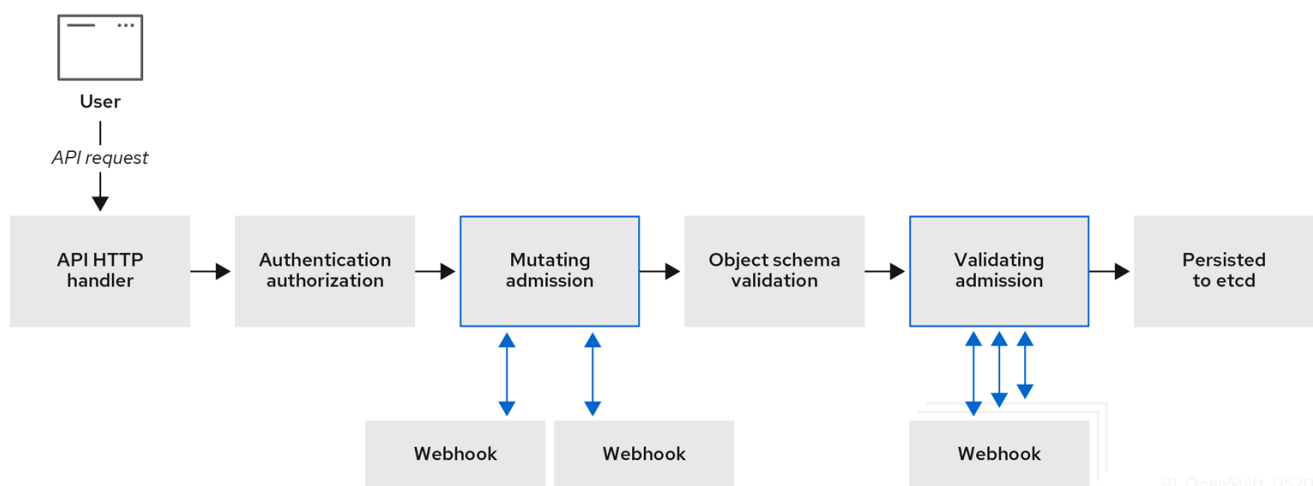 User
API request
API HTTP
handler
Authentication
authorization
Mutating
admission
Object schema
validation
Validating
admission
Persisted
to etcd
Webhook
Webhook
Webhook
91_OpenShift_0520